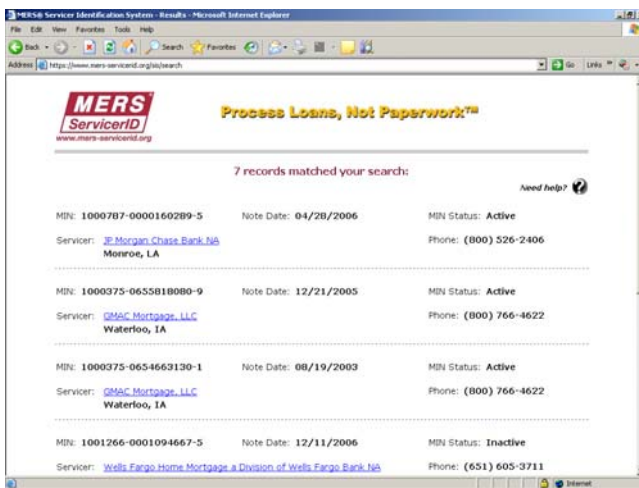 MERS® Servicer Identification System - Results - Microsoft Internet Explorer
File Edit View Favorites Tools Help
Back Search Favorites
Address https://www.mers-servicerid.org/sis/search Go Links
MERS
ServicerID
www.mers-servicerid.org
Process Loans, Not Paperwork™
7 records matched your search:
Need help? ?
MIN: 1000787-0000160289-5 Note Date: 04/28/2006 MIN Status: Active
Servicer: JP Morgan Chase Bank NA Phone: (800) 526-2406
Monroe, LA
MIN: 1000375-0655818080-9 Note Date: 12/21/2005 MIN Status: Active
Servicer: GMAC Mortgage, LLC Phone: (800) 766-4622
Waterloo, IA
MIN: 1000375-0654663130-1 Note Date: 08/19/2003 MIN Status: Active
Servicer: GMAC Mortgage, LLC Phone: (800) 766-4622
Waterloo, IA
MIN: 1001266-0001094667-5 Note Date: 12/11/2006 MIN Status: Inactive
Servicer: Wells Fargo Home Mortgage a Division of Wells Fargo Bank NA Phone: (651) 605-3711
Internet